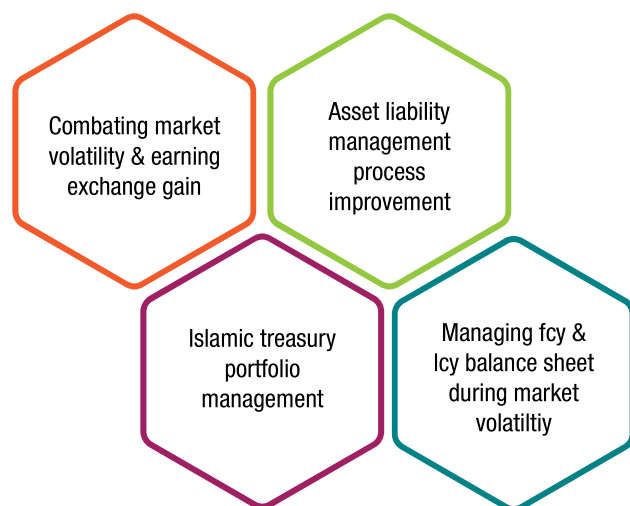 Combating market
volatility & earning
exchange gain
Asset liability
management
process
improvement
Islamic treasury
portfolio
management
Managing fcy &
lcy balance sheet
during market
volatiltiy